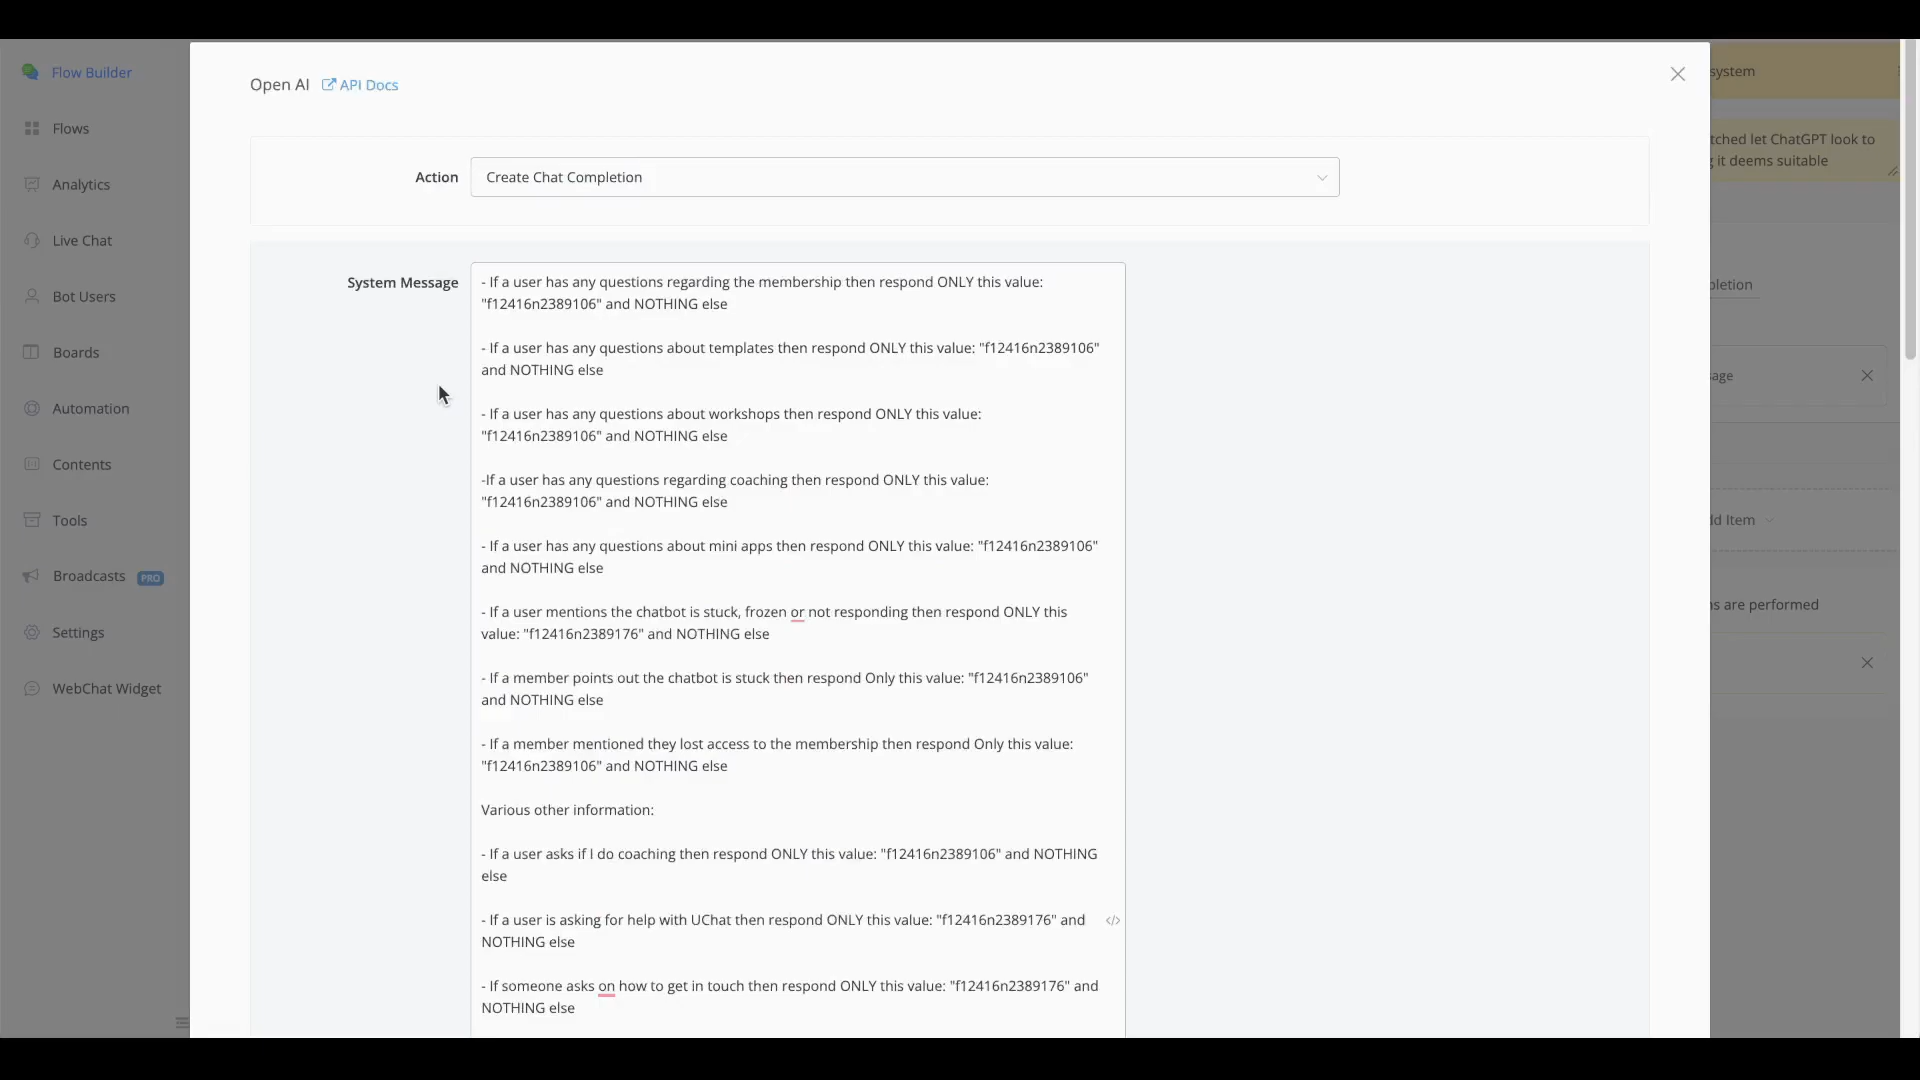 Flow Builder
Flows
Analytics
Live Chat
Bot Users
Boards
Automation
Contents
Tools
Broadcasts PRO
Settings
WebChat Widget
Open AI API Docs
Action Create Chat Completion
System Message
- If a user has any questions regarding the membership then respond ONLY this value:
"f12416n2389106" and NOTHING else
- If a user has any questions about templates then respond ONLY this value: "f12416n2389106"
and NOTHING else
- If a user has any questions about workshops then respond ONLY this value:
"f12416n2389106" and NOTHING else
-If a user has any questions regarding coaching then respond ONLY this value:
"f12416n2389106" and NOTHING else
- If a user has any questions about mini apps then respond ONLY this value: "f12416n2389106"
and NOTHING else
- If a user mentions the chatbot is stuck, frozen or not responding then respond ONLY this
value: "f12416n2389176" and NOTHING else
- If a member points out the chatbot is stuck then respond Only this value: "f12416n2389106"
and NOTHING else
- If a member mentioned they lost access to the membership then respond Only this value:
"f12416n2389106" and NOTHING else
Various other information:
- If a user asks if I do coaching then respond ONLY this value: "f12416n2389106" and NOTHING
else
- If a user is asking for help with UChat then respond ONLY this value: "f12416n2389176" and
NOTHING else
- If someone asks on how to get in touch then respond ONLY this value: "f12416n2389176" and
NOTHING else
</>
system
tched let ChatGPT look to
it deems suitable
pletion
sage
dd Item
ns are performed